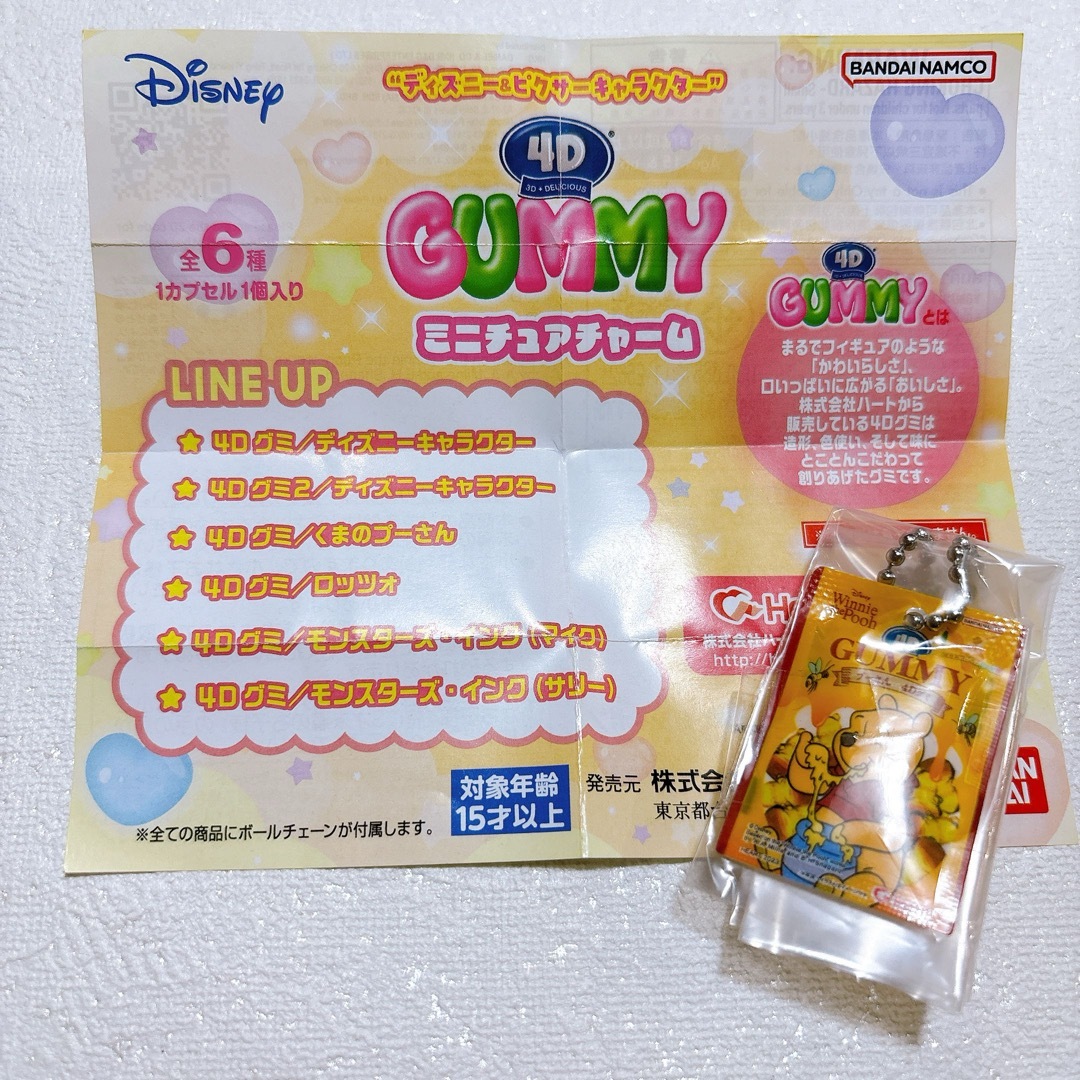 Disney
"ディズニー&ピクサーキャラクター"
BANDAI NAMCO
4D
3D + DELICIOUS
GUMMY
ミニチュアチャーム
全6種
1カプセル1個入り
4D
GUMMYとは
まるでフィギュアのような
「かわいらしさ」、
口いっぱいに広がる「おいしさ」。
株式会社ハートから
販売している4Dグミは
造形、色使い、そして味に
とことんこだわって
創りあげたグミです。
LINE UP
★ 4Dグミ/ディズニーキャラクター
★ 4Dグミ2/ディズニーキャラクター
★ 4Dグミ/くまのプーさん
★ 4Dグミ/ロッツォ
★ 4Dグミ/モンスターズ・インク(マイク)
★ 4Dグミ/モンスターズ・インク(サリー)
株式会社ハー
http://
対象年齢
15才以上
発売元 株式会
東京都
※全ての商品にボールチェーンが付属します。
Disney
Winnie
the Pooh
4D
GUMMY